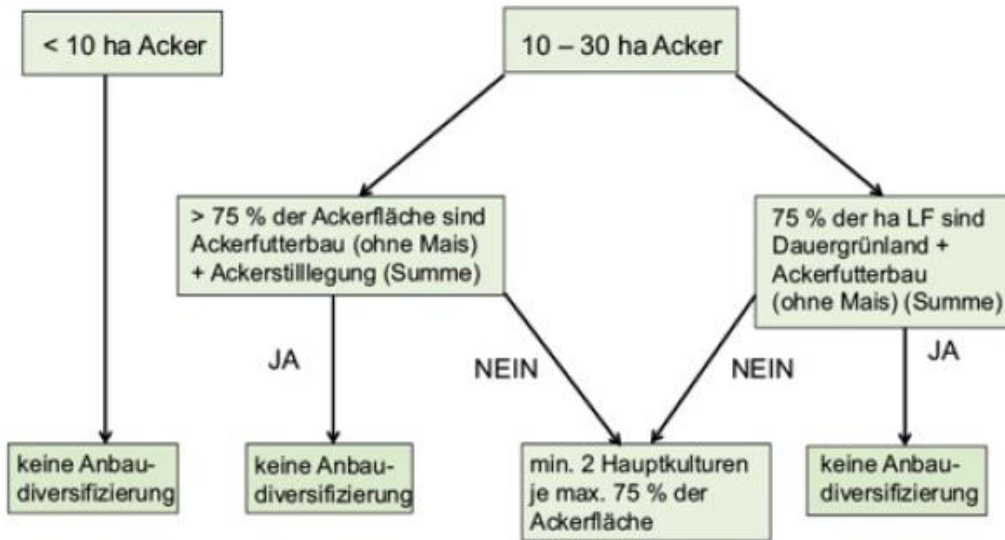 < 10 ha Acker
10 – 30 ha Acker
> 75 % der Ackerfläche sind
Ackerfutterbau (ohne Mais)
+ Ackerstilllegung (Summe)
75 % der ha LF sind
Dauergrünland +
Ackerfutterbau
(ohne Mais) (Summe)
JA
NEIN
NEIN
JA
keine Anbau-
diversifizierung
keine Anbau-
diversifizierung
min. 2 Hauptkulturen
je max. 75 % der
Ackerfläche
keine Anbau-
diversifizierung